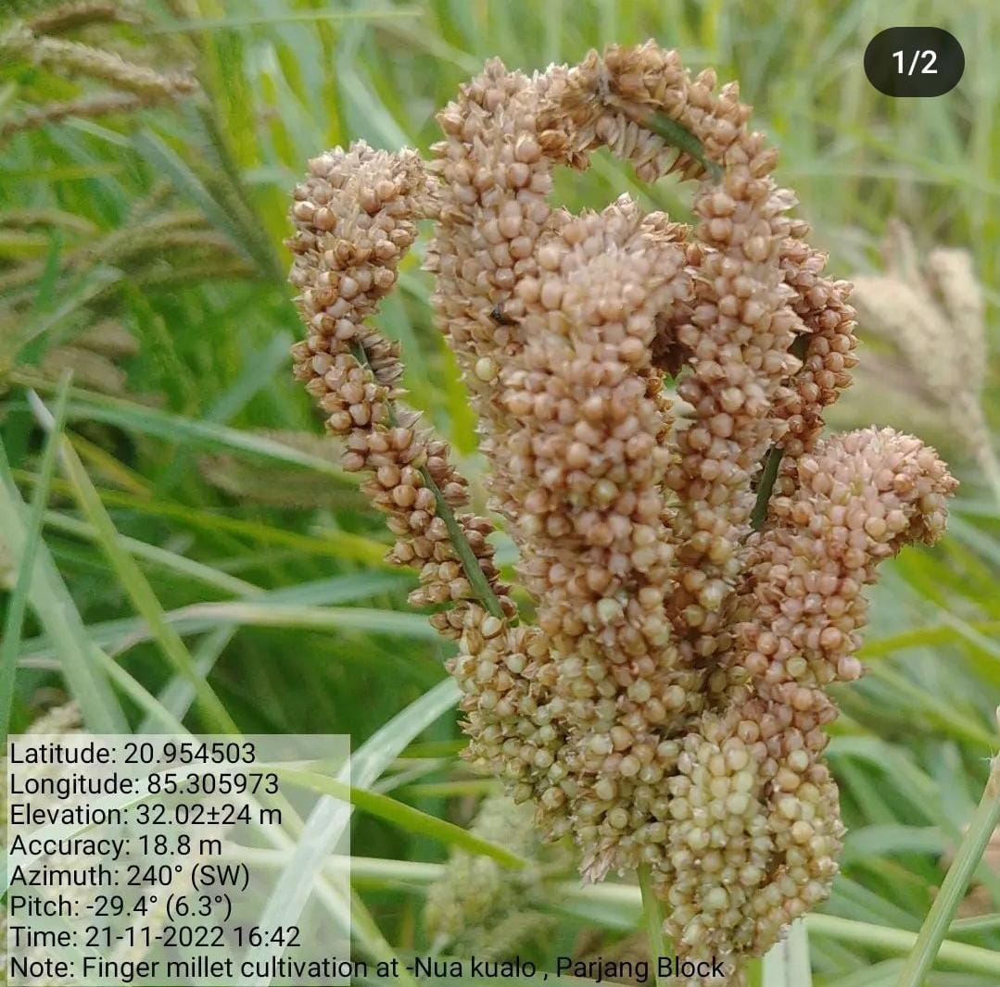 1/2
Latitude: 20.954503
Longitude: 85.305973
Elevation: 32.02±24 m
Accuracy: 18.8 m
Azimuth: 240° (SW)
Pitch: -29.4° (6.3°)
Time: 21-11-2022 16:42
Note: Finger millet cultivation at -Nua kualo , Parjang Block